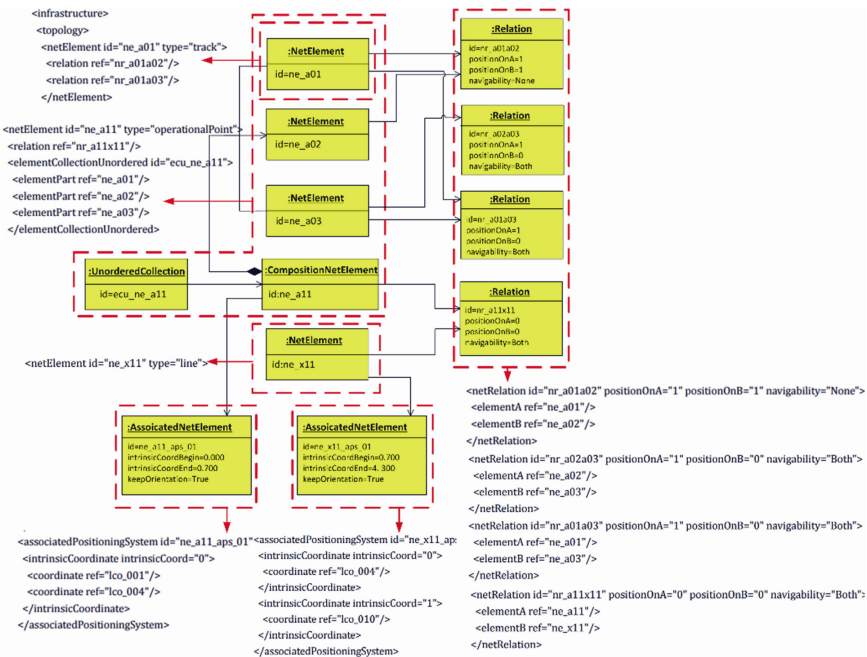 <infrastructure>
<topology>
<netElement id="ne_a01" type="track">
<relation ref="nr_a01a02"/>
<relation ref="nr_a01a03"/>
</netElement>
<netElement id="ne_a11" type="operationalPoint">
<relation ref="nr_a11x11"/>
<elementCollectionUnordered id="ecu_ne_a11">
<elementPart ref="ne_a01"/>
<elementPart ref="ne_a02"/>
<elementPart ref="ne_a03"/>
</elementCollectionUnordered>
<netElement id="ne_x11" type="line">
:NetElement
id=ne_a01
:NetElement
id=ne_a02
:NetElement
id=ne_a03
:UnorderedCollection
id=ecu_ne_a11
:CompositionNetElement
id:ne_a11
:NetElement
id:ne_x11
:Relation
id=nr_a01a02
positionOnA=1
positionOnB=1
navigability=None
:Relation
id=nr_a02a03
positionOnA=1
positionOnB=0
navigability=Both
:Relation
id=nr_a01a03
positionOnA=1
positionOnB=0
navigability=Both
:Relation
id=nr_a11x11
positionOnA=0
positionOnB=0
navigability=Both
:AssoicatedNetElement
id=ne_a11_aps_01
intrinsicCoordBegin=0.000
intrinsicCoordEnd=0.700
keepOrientation=True
:AssoicatedNetElement
id=ne_x11_aps_01
intrinsicCoordBegin=0.700
intrinsicCoordEnd=4.300
keepOrientation=True
<associatedPositioningSystem id="ne_a11_aps_01"
<intrinsicCoordinate intrinsicCoord="0">
<coordinate ref="lco_001"/>
<coordinate ref="lco_004"/>
</intrinsicCoordinate>
</associatedPositioningSystem>
<associatedPositioningSystem id="ne_x11_ap
<intrinsicCoordinate intrinsicCoord="0">
<coordinate ref="lco_004"/>
</intrinsicCoordinate>
<intrinsicCoordinate intrinsicCoord="1">
<coordinate ref="lco_010"/>
</intrinsicCoordinate>
</associatedPositioningSystem>
<netRelation id="nr_a01a02" positionOnA="1" positionOnB="1" navigability="None">
<elementA ref="ne_a01"/>
<elementB ref="ne_a02"/>
</netRelation>
<netRelation id="nr_a02a03" positionOnA="1" positionOnB="0" navigability="Both">
<elementA ref="ne_a02"/>
<elementB ref="ne_a03"/>
</netRelation>
<netRelation id="nr_a01a03" positionOnA="1" positionOnB="0" navigability="Both">
<elementA ref="ne_a01"/>
<elementB ref="ne_a03"/>
</netRelation>
<netRelation id="nr_a11x11" positionOnA="0" positionOnB="0" navigability="Both">
<elementA ref="ne_a11"/>
<elementB ref="ne_x11"/>
</netRelation>